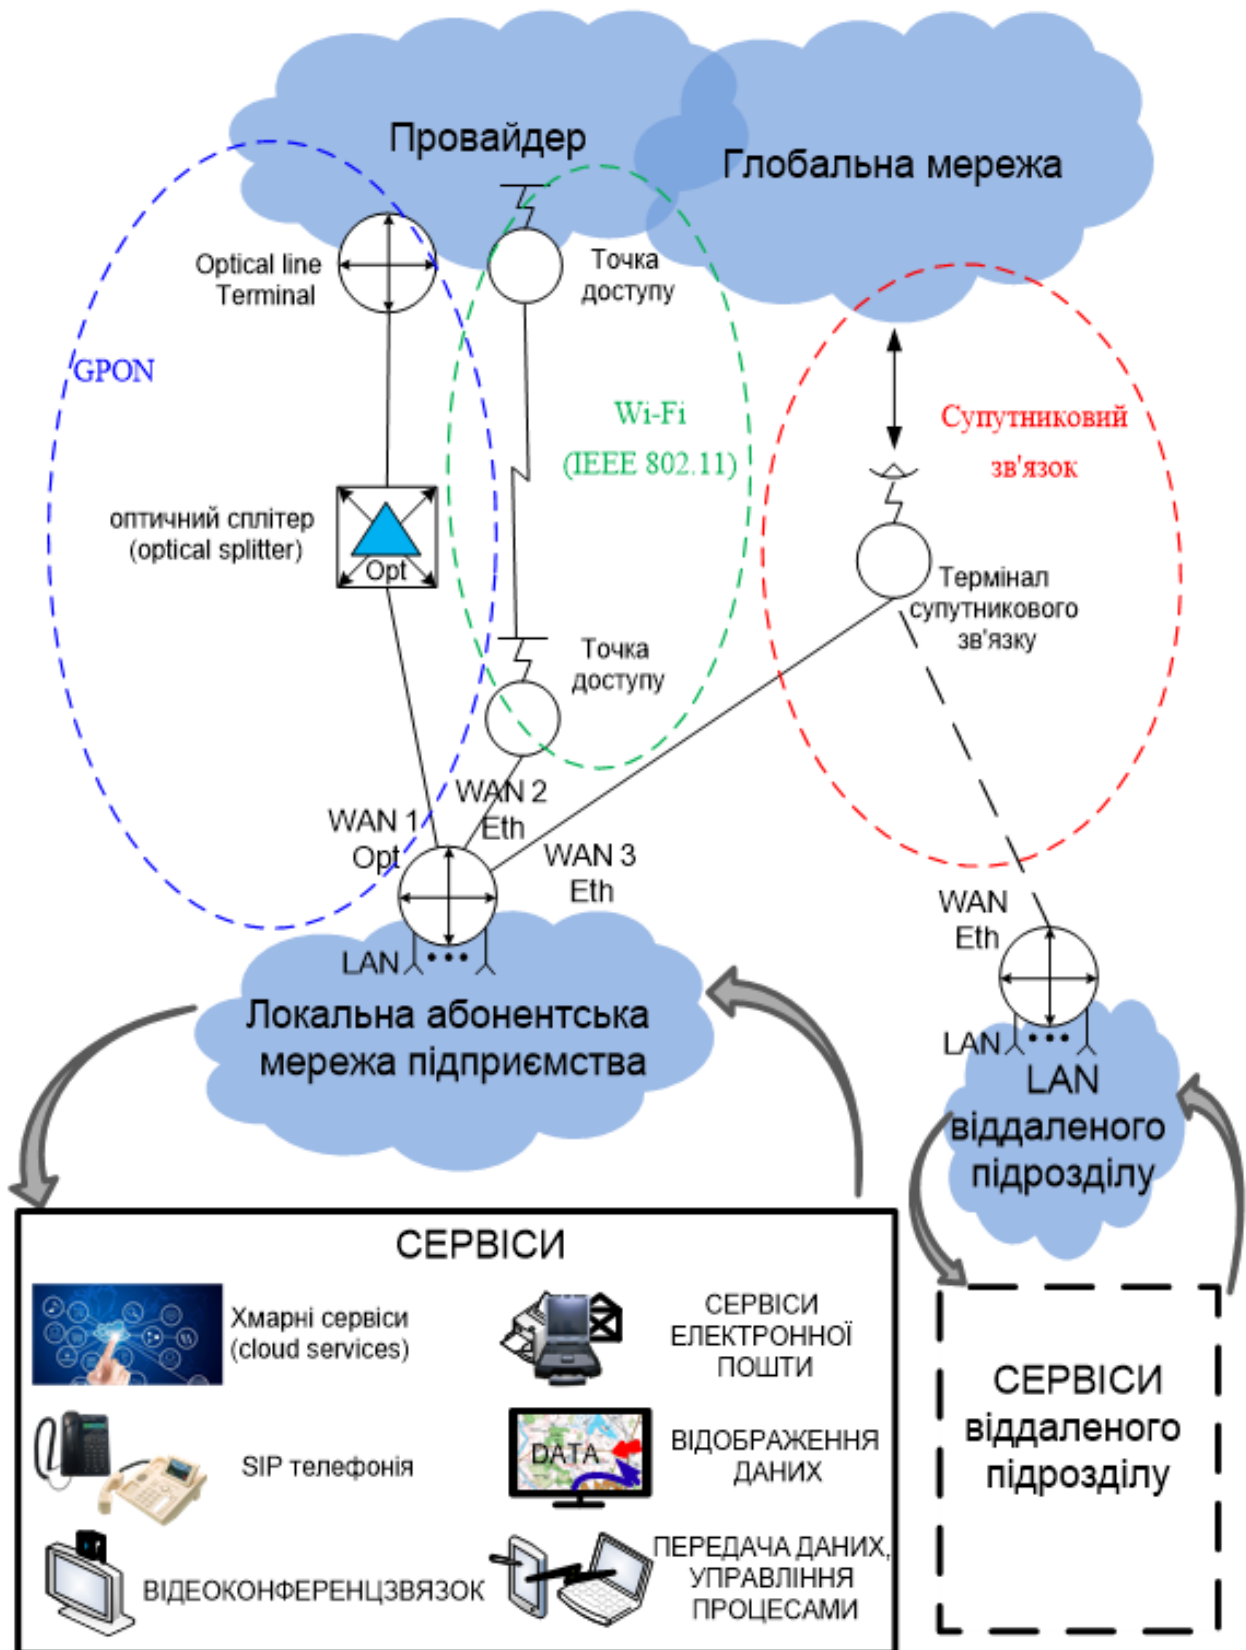 Провайдер
Глобальна мережа
Optical line
Terminal
Точка
доступу
GPON
Wi-Fi
(IEEE 802.11)
Супутниковий
зв'язок
оптичний сплітер
(optical splitter)
Opt
Термінал
супутникового
зв'язку
Точка
доступу
WAN 1
Opt
WAN 2
Eth
WAN 3
Eth
WAN
Eth
LAN
Локальна абонентська
мережа підприємства
LAN
LAN
віддаленого
підрозділу
СЕРВІСИ
Хмарні сервіси
(cloud services)
СЕРВІСИ
ЕЛЕКТРОННОЇ
ПОШТИ
SIP телефонія
DATA
ВІДОБРАЖЕННЯ
ДАНИХ
ВІДЕОКОНФЕРЕНЦЗВЯЗОК
ПЕРЕДАЧА ДАНИХ,
УПРАВЛІННЯ
ПРОЦЕСАМИ
СЕРВІСИ
віддаленого
підрозділу